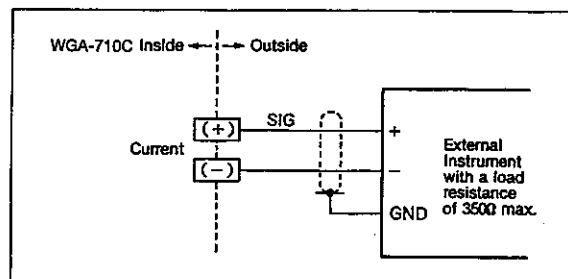 WGA-710C Inside
Outside
(+)
SIG
Current
(-)
+
-
GND
External
Instrument
with a load
resistance
of 350Ω max.